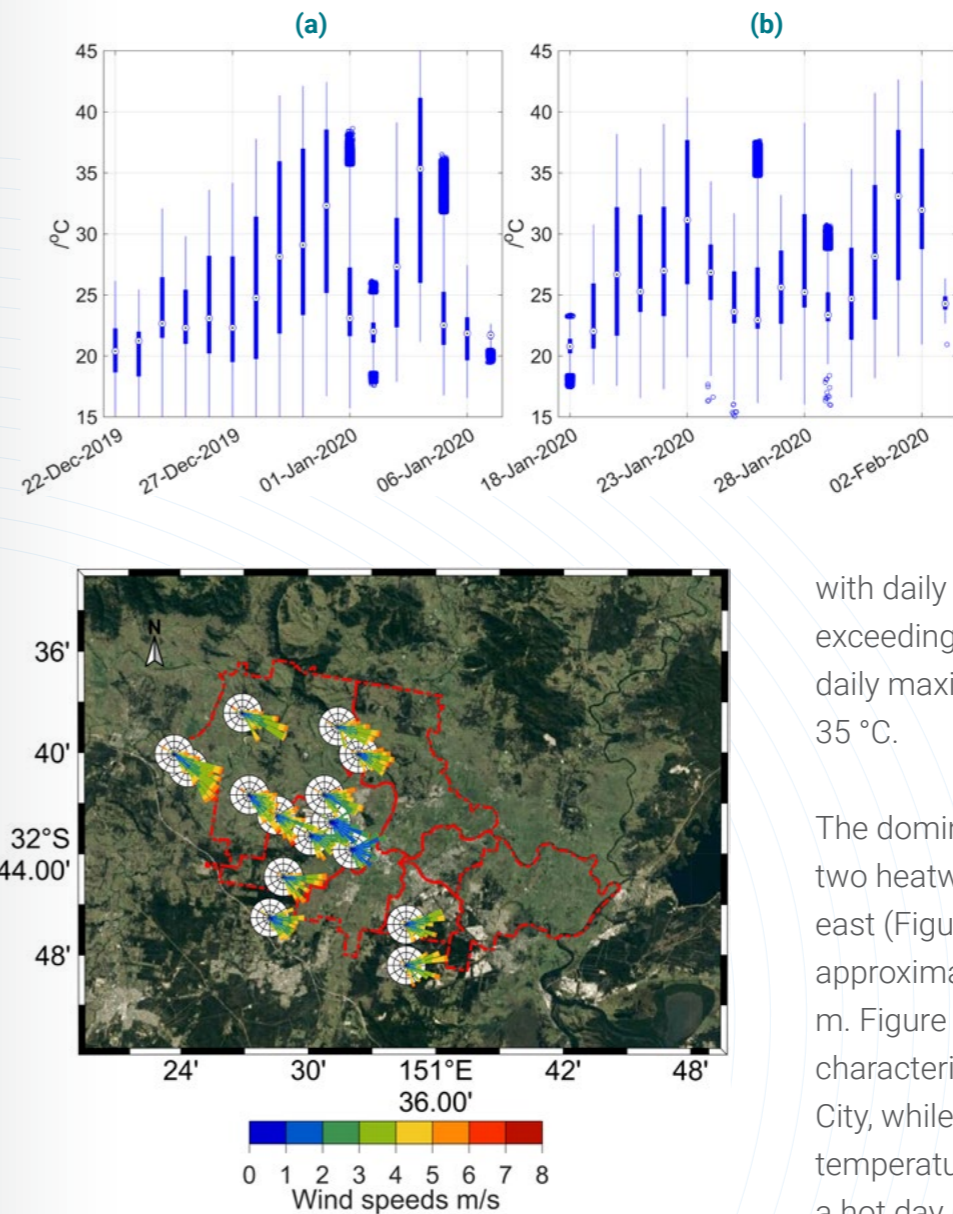 (a)
(b)
45
40
35
30
25
20
15
/°C
22-Dec-2019
27-Dec-2019
01-Jan-2020
06-Jan-2020
45
40
35
30
25
20
15
/°C
18-Jan-2020
23-Jan-2020
28-Jan-2020
02-Feb-2020
N
36'
40'
32°S
44.00'
48'
24'
30'
151°E
42'
48'
36.00'
0 1 2 3 4 5 6 7 8
Wind speeds m/s
with daily
exceeding
daily maxi
35 °C.
The domin
two heatw
east (Figu
approxima
m. Figure
characteri
City, while
temperatu
a hot day